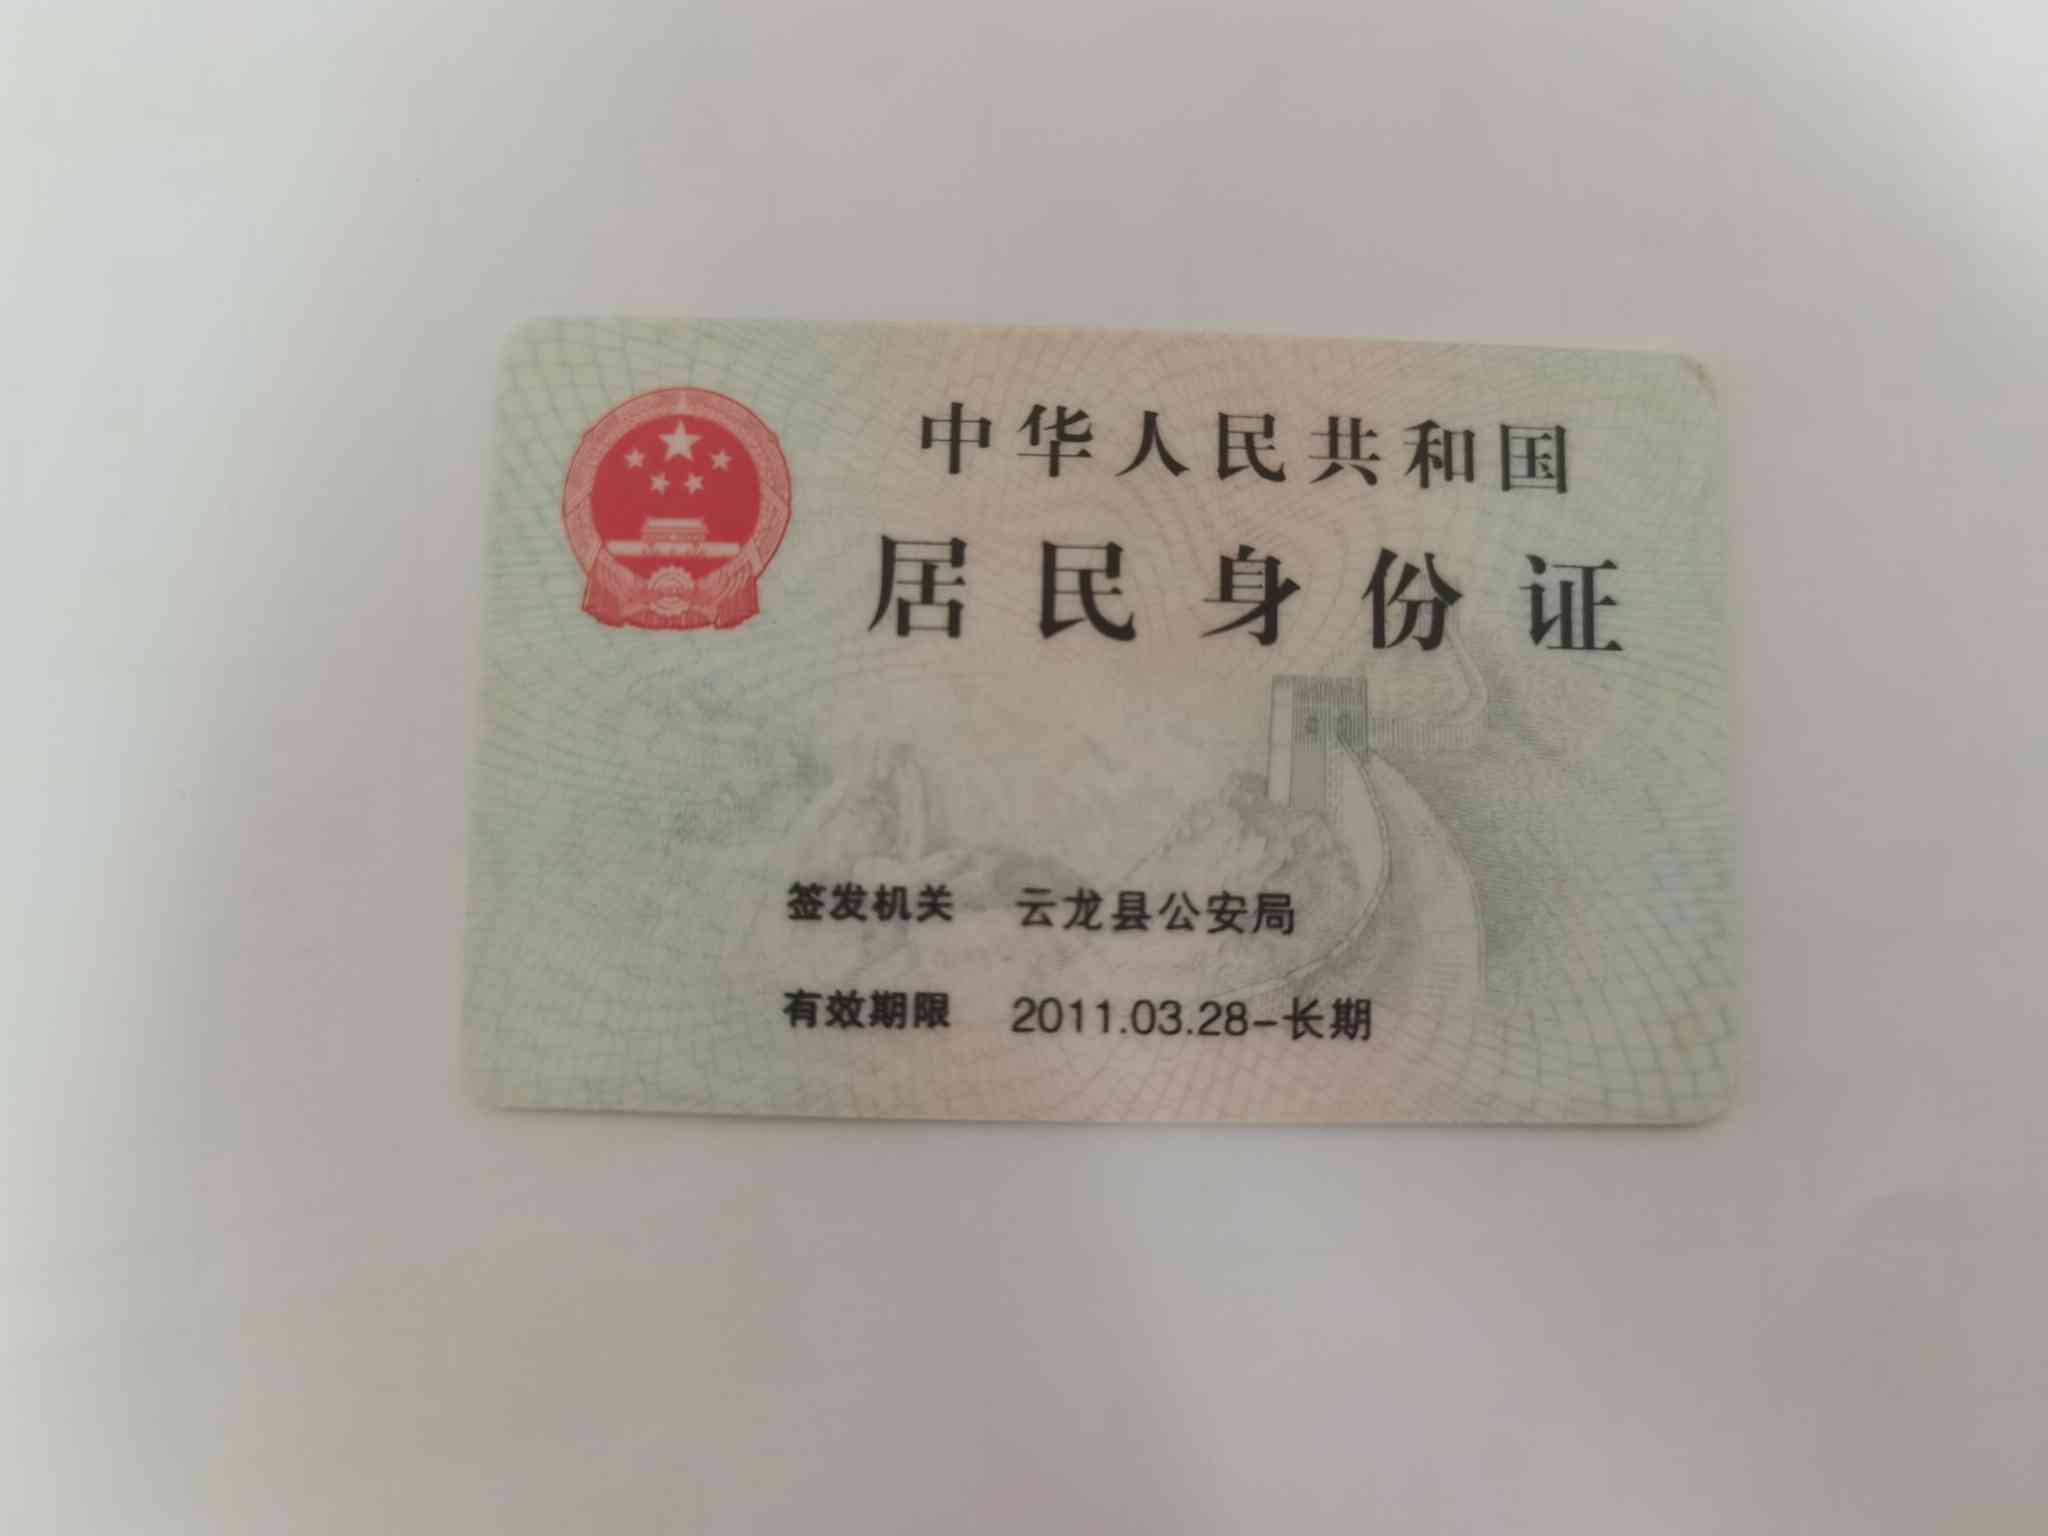 中华人民共和国
居民身份证
签发机关 云龙县公安局
有效期限 2011.03.28-长期